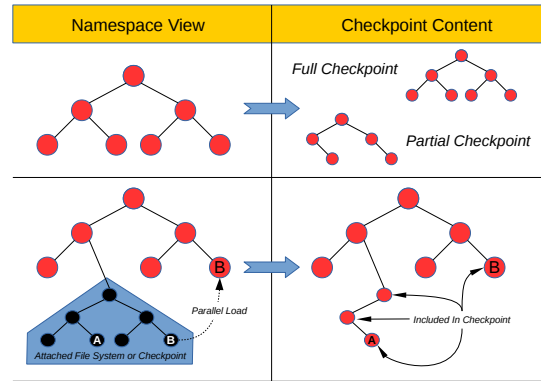 Namespace View
Checkpoint Content
Full Checkpoint
Partial Checkpoint
B
Parallel Load
A
B
Attached File System or Checkpoint
B
Included In Checkpoint
A